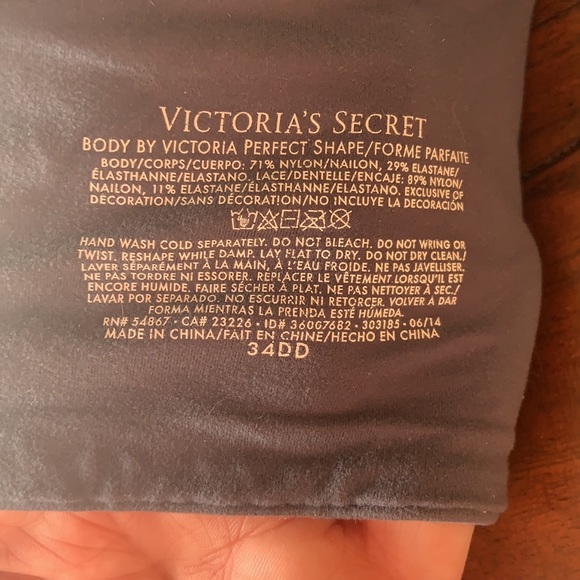 VICTORIA'S SECRET
BODY BY VICTORIA PERFECT SHAPE/FORME PARFAITE
BODY/CORPS/CUERPO: 71% NYLON/NAILON, 29% ELASTANE/
ÉLASTHANNE/ELASTANO. LACE/DENTELLE/ENCAJE: 89% NYLON/
NAILON, 11% ELASTANE/ÉLASTHANNE/ELASTANO. EXCLUSIVE OF
DECORATION/SANS DÉCORATION/NO INCLUYE LA DECORACIÓN
HAND WASH COLD SEPARATELY. DO NOT BLEACH. DO NOT WRING OR
TWIST. RESHAPE WHILE DAMP. LAY FLAT TO DRY. DO NOT DRY CLEAN./
LAVER SÉPARÉMENT À LA MAIN, À L'EAU FROIDE. NE PAS JAVELLISER.
NE PAS TORDRE NI ESSORER. REPLACER LE VÊTEMENT LORSQU'IL EST
ENCORE HUMIDE. FAIRE SÉCHER À PLAT. NE PAS NETTOYER À SEC./
LAVAR POR SEPARADO. NO ESCURRIR NI RETORCER. VOLVER A DAR
FORMA MIENTRAS LA PRENDA ESTÉ HÚMEDA.
RN# 54867 • CA# 23226 • ID# 36007682 • 303185 • 06/14
MADE IN CHINA/FAIT EN CHINE/HECHO EN CHINA
34DD